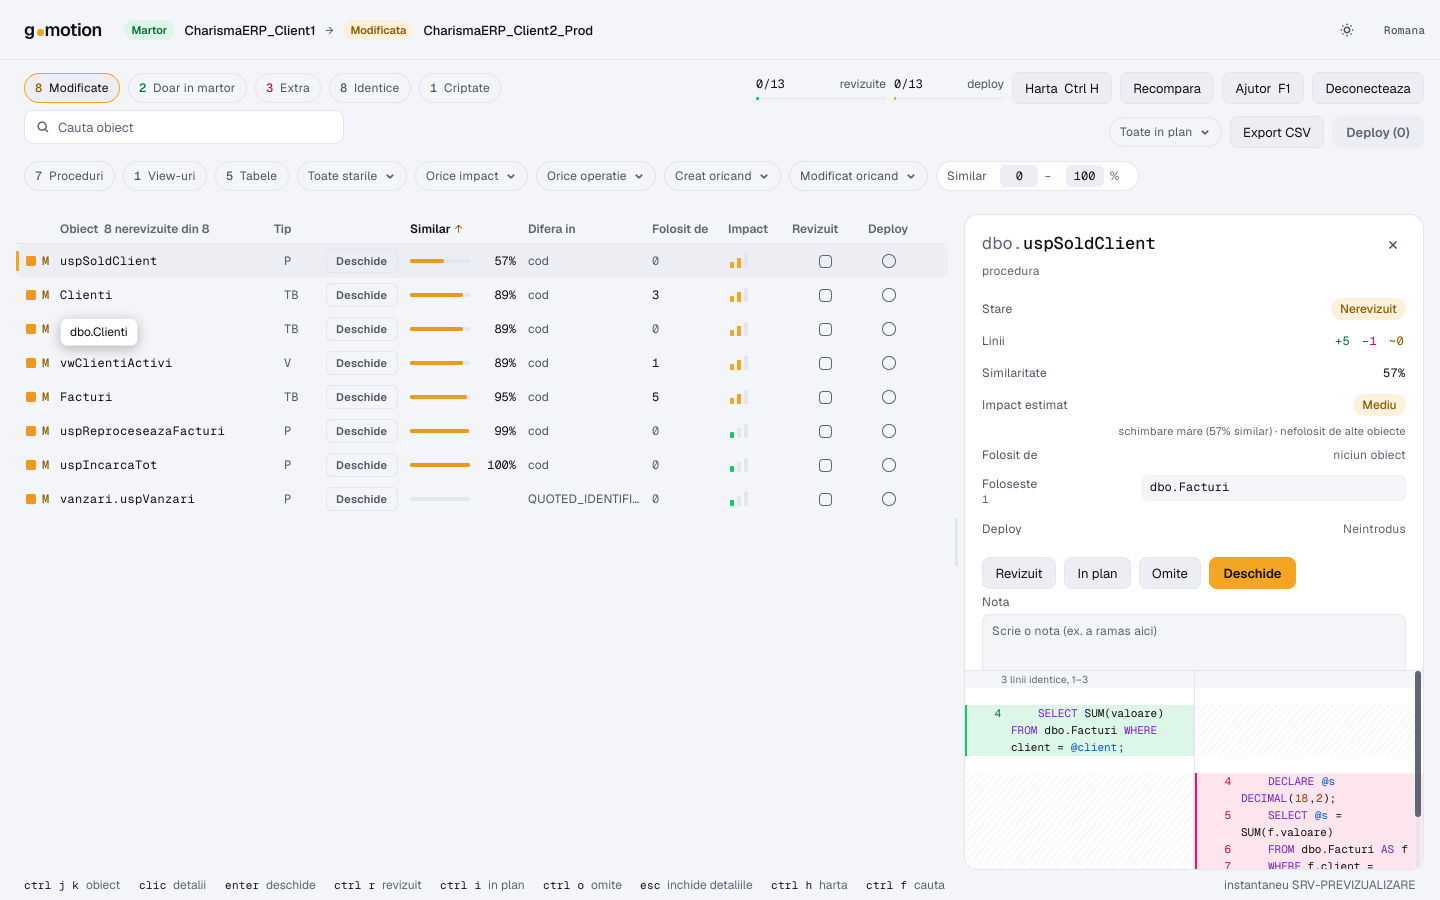 g●motion Martor CharismaERP_Client1 → Modificata CharismaERP_Client2_Prod Romana
8 Modificate 2 Doar in martor 3 Extra 8 Identice 1 Criptate 0/13 revizuite 0/13 deploy Harta Ctrl H Recompara Ajutor F1 Deconecteaza
Cauta obiect Toate in plan Export CSV Deploy (0)
7 Proceduri 1 View-uri 5 Tabele Toate starile Orice impact Orice operatie Creat oricand Modificat oricand Similar 0 – 100 %
Obiect 8 nerevizuite din 8 Tip Similar ↑ Difera in Folosit de Impact Revizuit Deploy
M uspSoldClient P Deschide 57% cod 0
M Clienti TB Deschide 89% cod 3
M TB Deschide 89% cod 0
dbo.Clienti
M vwClientiActivi V Deschide 89% cod 1
M Facturi TB Deschide 95% cod 5
M uspReproceseazaFacturi P Deschide 99% cod 0
M uspIncarcaTot P Deschide 100% cod 0
M vanzari.uspVanzari P Deschide QUOTED_IDENTIFI… 0
dbo.uspSoldClient ×
procedura
Stare Nerevizuit
Linii +5 −1 ~0
Similaritate 57%
Impact estimat Mediu
schimbare mare (57% similar) · nefolosit de alte obiecte
Folosit de niciun obiect
Foloseste dbo.Facturi
1
Deploy Neintrodus
Revizuit In plan Omite Deschide
Nota
Scrie o nota (ex. a ramas aici)
3 linii identice, 1–3
4 SELECT SUM(valoare)
FROM dbo.Facturi WHERE
client = @client;
4 DECLARE @s
DECIMAL(18,2);
5 SELECT @s =
SUM(f.valoare)
6 FROM dbo.Facturi AS f
7 WHERE f.client =
ctrl j k obiect clic detalii enter deschide ctrl r revizuit ctrl i in plan ctrl o omite esc inchide detaliile ctrl h harta ctrl f cauta instantaneu SRV-PREVIZUALIZARE